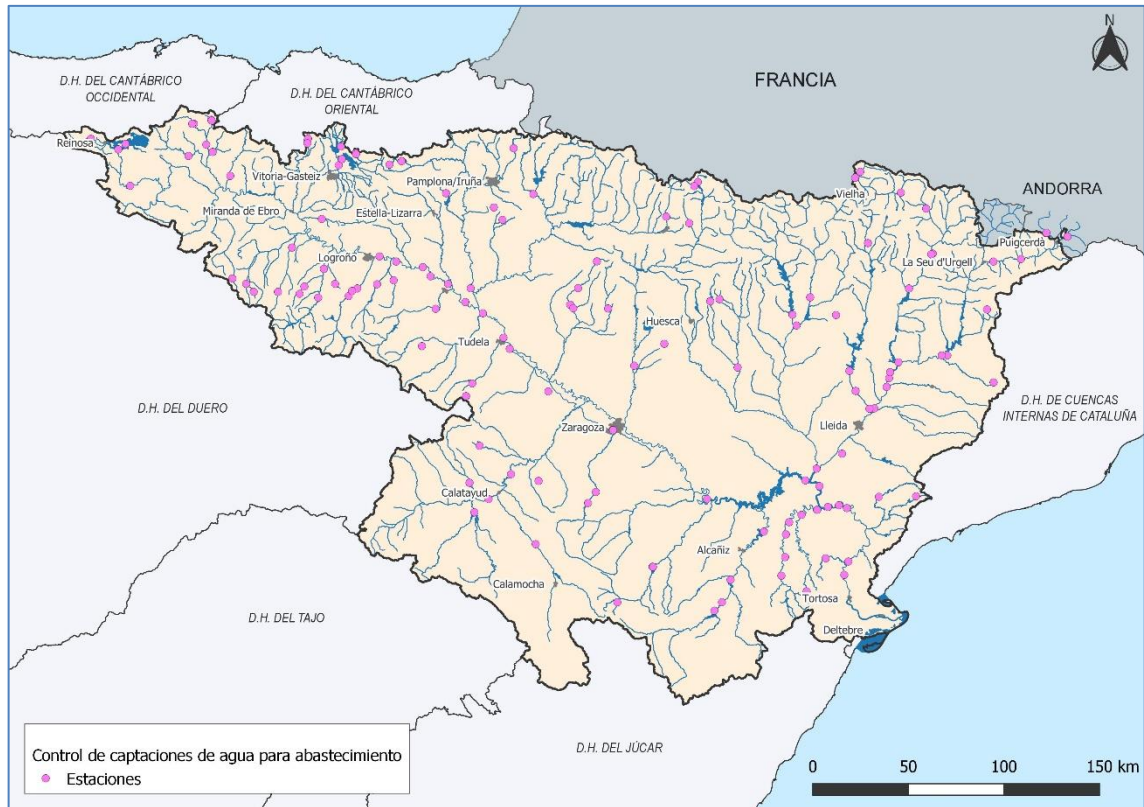 N
FRANCIA
D.H. DEL CANTÁBRICO
OCCIDENTAL
D.H. DEL CANTÁBRICO
ORIENTAL
Reinosa
Vitoria-Gasteiz
Pamplona/Iruña
Vielha
ANDORRA
Miranda de Ebro
Estella-Lizarra
Puigcerdà
Logroño
La Seu d'Urgell
Huesca
Tudela
D.H. DEL DUERO
D.H. DE CUENCAS
INTERNAS DE CATALUÑA
Zaragoza
Lleida
Calatayud
Alcañiz
Calamocha
Tortosa
D.H. DEL TAJO
Deltebre
D.H. DEL JÚCAR
Control de captaciones de agua para abastecimiento
Estaciones
0 50 100 150 km